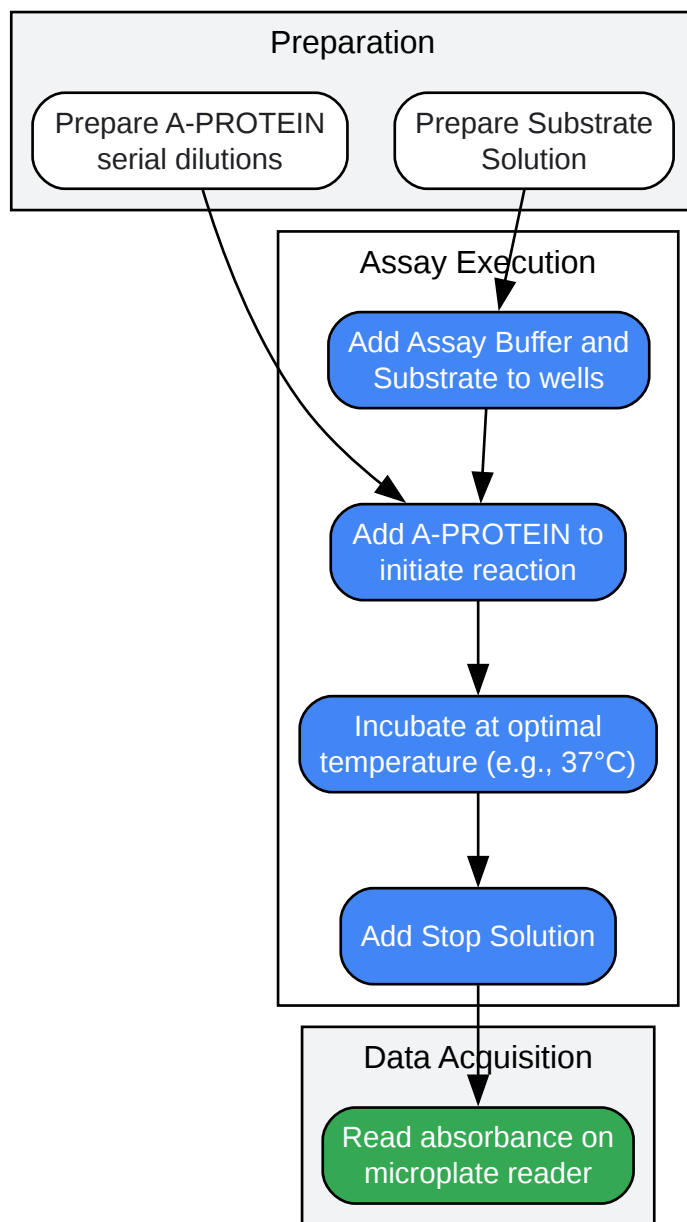 Preparation
Prepare A-PROTEIN
serial dilutions
Prepare Substrate
Solution
Assay Execution
Add Assay Buffer and
Substrate to wells
Add A-PROTEIN to
initiate reaction
Incubate at optimal
temperature (e.g., 37°C)
Add Stop Solution
Data Acquisition
Read absorbance on
microplate reader